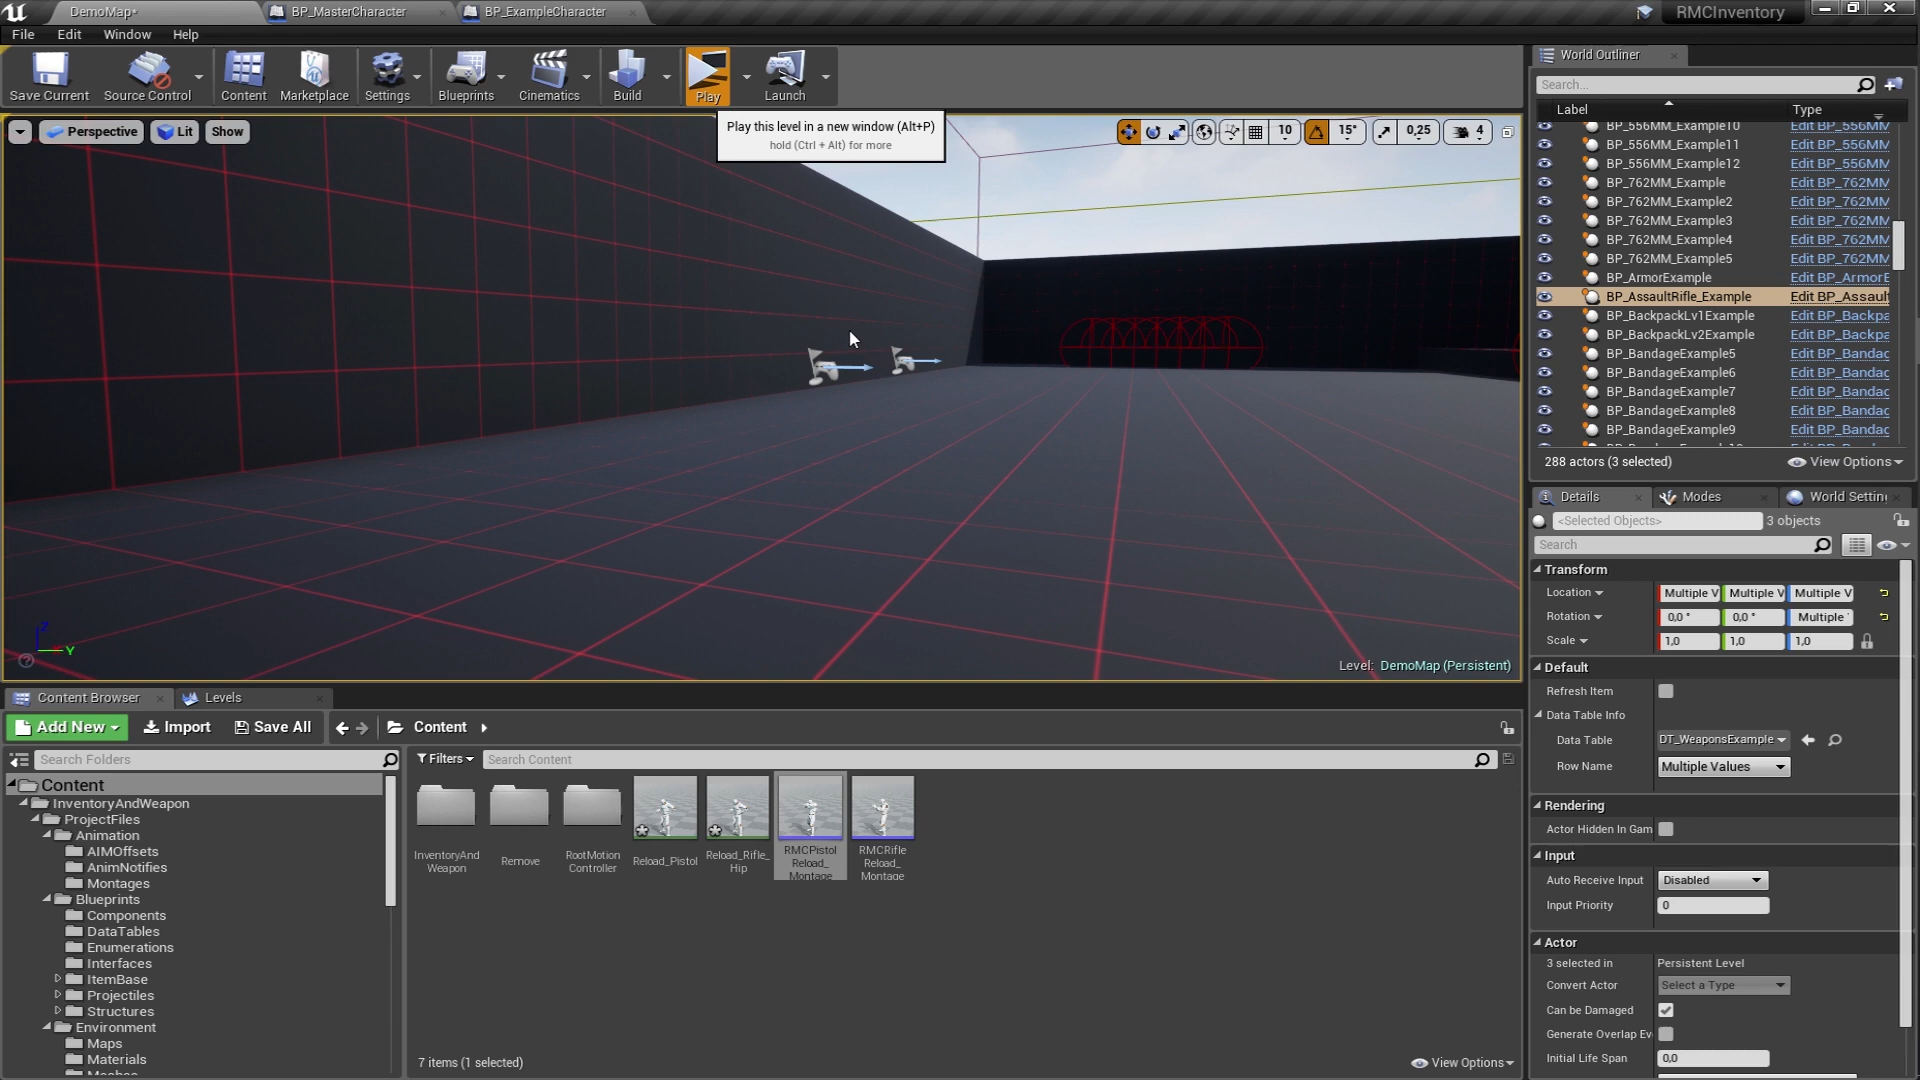 DemoMap*
BP_MasterCharacter
BP_ExampleCharacter
RMCInventory
File Edit Window Help
Save Current
Source Control
Content
Marketplace
Settings
Blueprints
Cinematics
Build
Play
Launch
Play this level in a new window (Alt+P)
hold (Ctrl + Alt) for more
Perspective Lit Show
10 15° 0,25 4
Z
Y
Level: DemoMap (Persistent)
World Outliner
Search...
Label Type
BP_556MM_Example10 Edit BP_556MM
BP_556MM_Example11 Edit BP_556MM
BP_556MM_Example12 Edit BP_556MM
BP_762MM_Example Edit BP_762MM
BP_762MM_Example2 Edit BP_762MM
BP_762MM_Example3 Edit BP_762MM
BP_762MM_Example4 Edit BP_762MM
BP_762MM_Example5 Edit BP_762MM
BP_ArmorExample Edit BP_ArmorE
BP_AssaultRifle_Example Edit BP_Assault
BP_BackpackLv1Example Edit BP_Backpa
BP_BackpackLv2Example Edit BP_Backpa
BP_BandageExample5 Edit BP_Bandag
BP_BandageExample6 Edit BP_Bandag
BP_BandageExample7 Edit BP_Bandag
BP_BandageExample8 Edit BP_Bandag
BP_BandageExample9 Edit BP_Bandag
288 actors (3 selected)
View Options
Details
Modes
World Settin
<Selected Objects>
3 objects
Search
Transform
Location Multiple V Multiple V Multiple V
Rotation 0,0 ° 0,0 ° Multiple
Scale 1,0 1,0 1,0
Default
Refresh Item
Data Table Info
Data Table DT_WeaponsExample
Row Name Multiple Values
Rendering
Actor Hidden In Gam
Input
Auto Receive Input Disabled
Input Priority 0
Actor
3 selected in Persistent Level
Convert Actor Select a Type
Can be Damaged
Generate Overlap Ev
Initial Life Span 0,0
Content Browser
Levels
Add New
Import
Save All
Content
Search Folders
Filters
Search Content
Content
InventoryAndWeapon
ProjectFiles
Animation
AIMOffsets
AnimNotifies
Montages
Blueprints
Components
DataTables
Enumerations
Interfaces
ItemBase
Projectiles
Structures
Environment
Maps
Materials
InventoryAnd
Weapon
Remove
RootMotion
Controller
Reload_Pistol
Reload_Rifle_
Hip
RMCPistol
Reload_
Montage
RMCRifle
Reload_
Montage
7 items (1 selected)
View Options